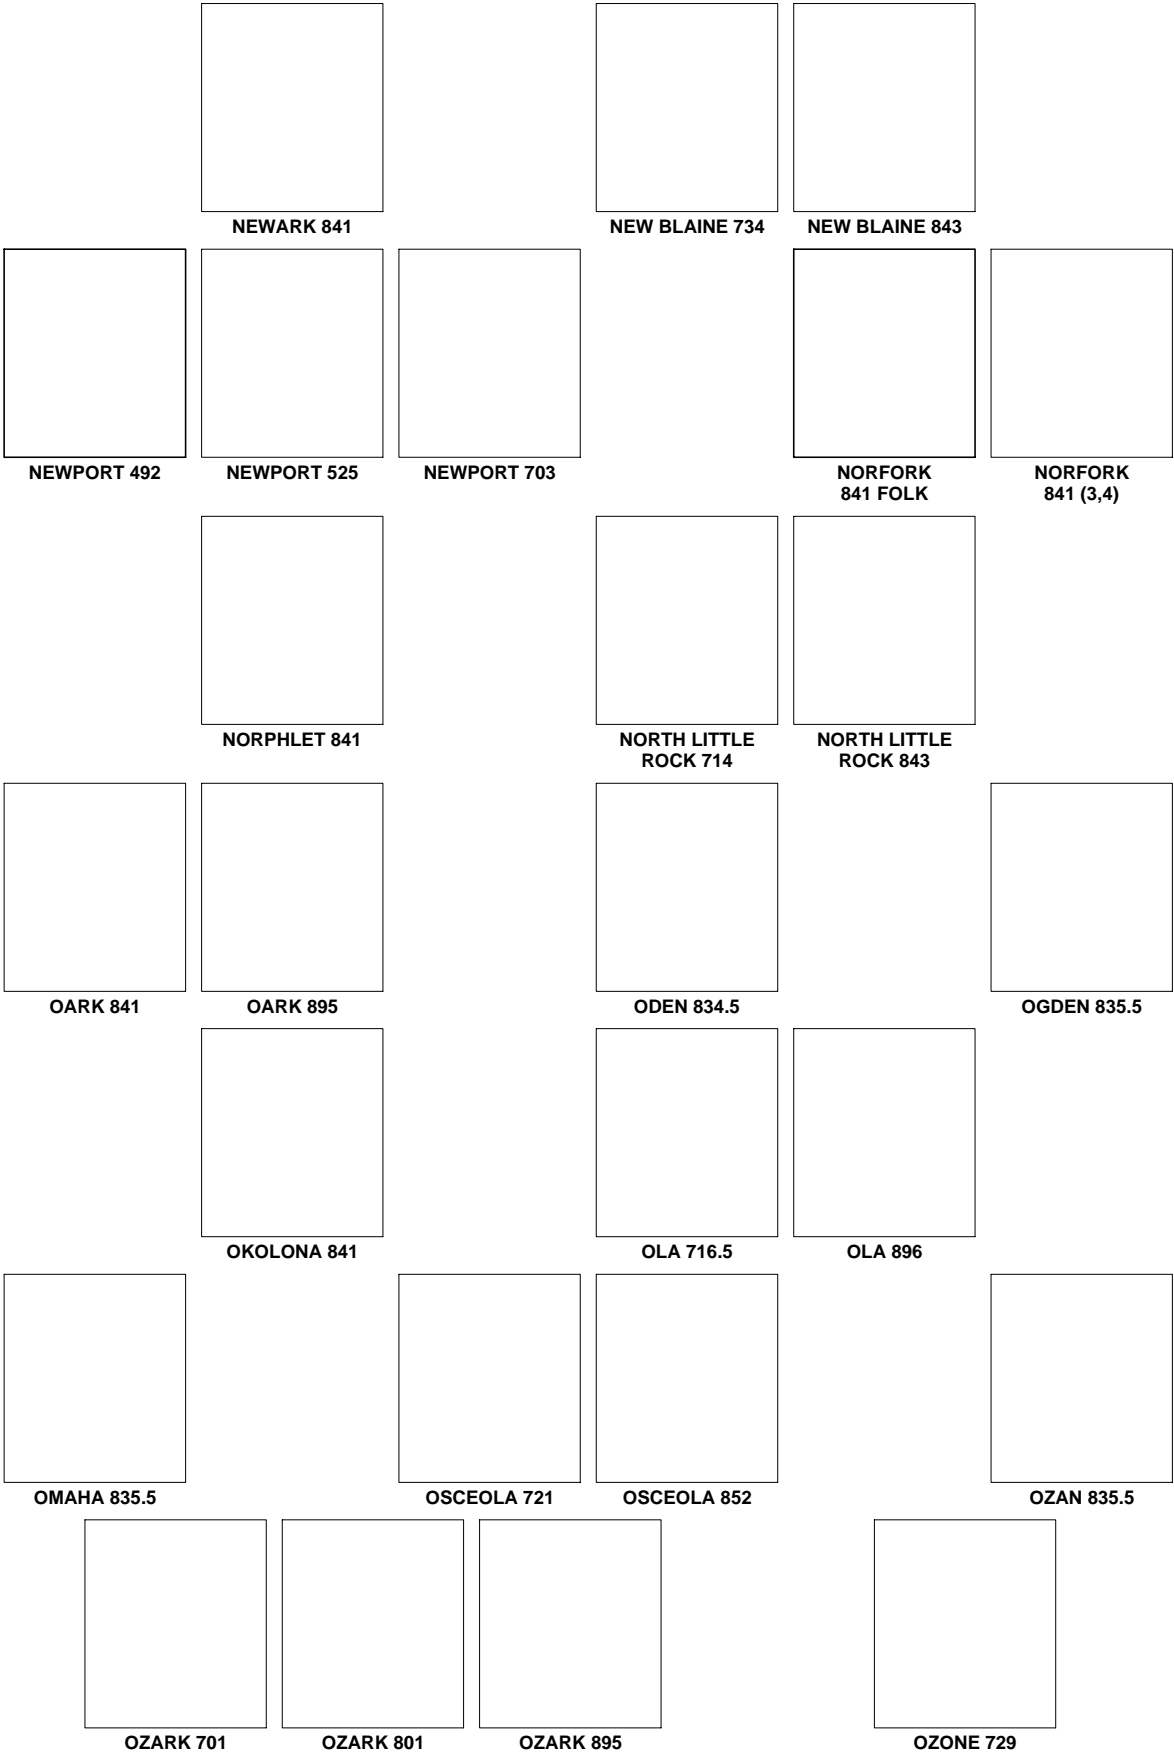 NEWARK 841
NEW BLAINE 734
NEW BLAINE 843
NEWPORT 492
NEWPORT 525
NEWPORT 703
NORFORK
841 FOLK
NORFORK
841 (3,4)
NORPHLET 841
NORTH LITTLE
ROCK 714
NORTH LITTLE
ROCK 843
OARK 841
OARK 895
ODEN 834.5
OGDEN 835.5
OKOLONA 841
OLA 716.5
OLA 896
OMAHA 835.5
OSCEOLA 721
OSCEOLA 852
OZAN 835.5
OZARK 701
OZARK 801
OZARK 895
OZONE 729